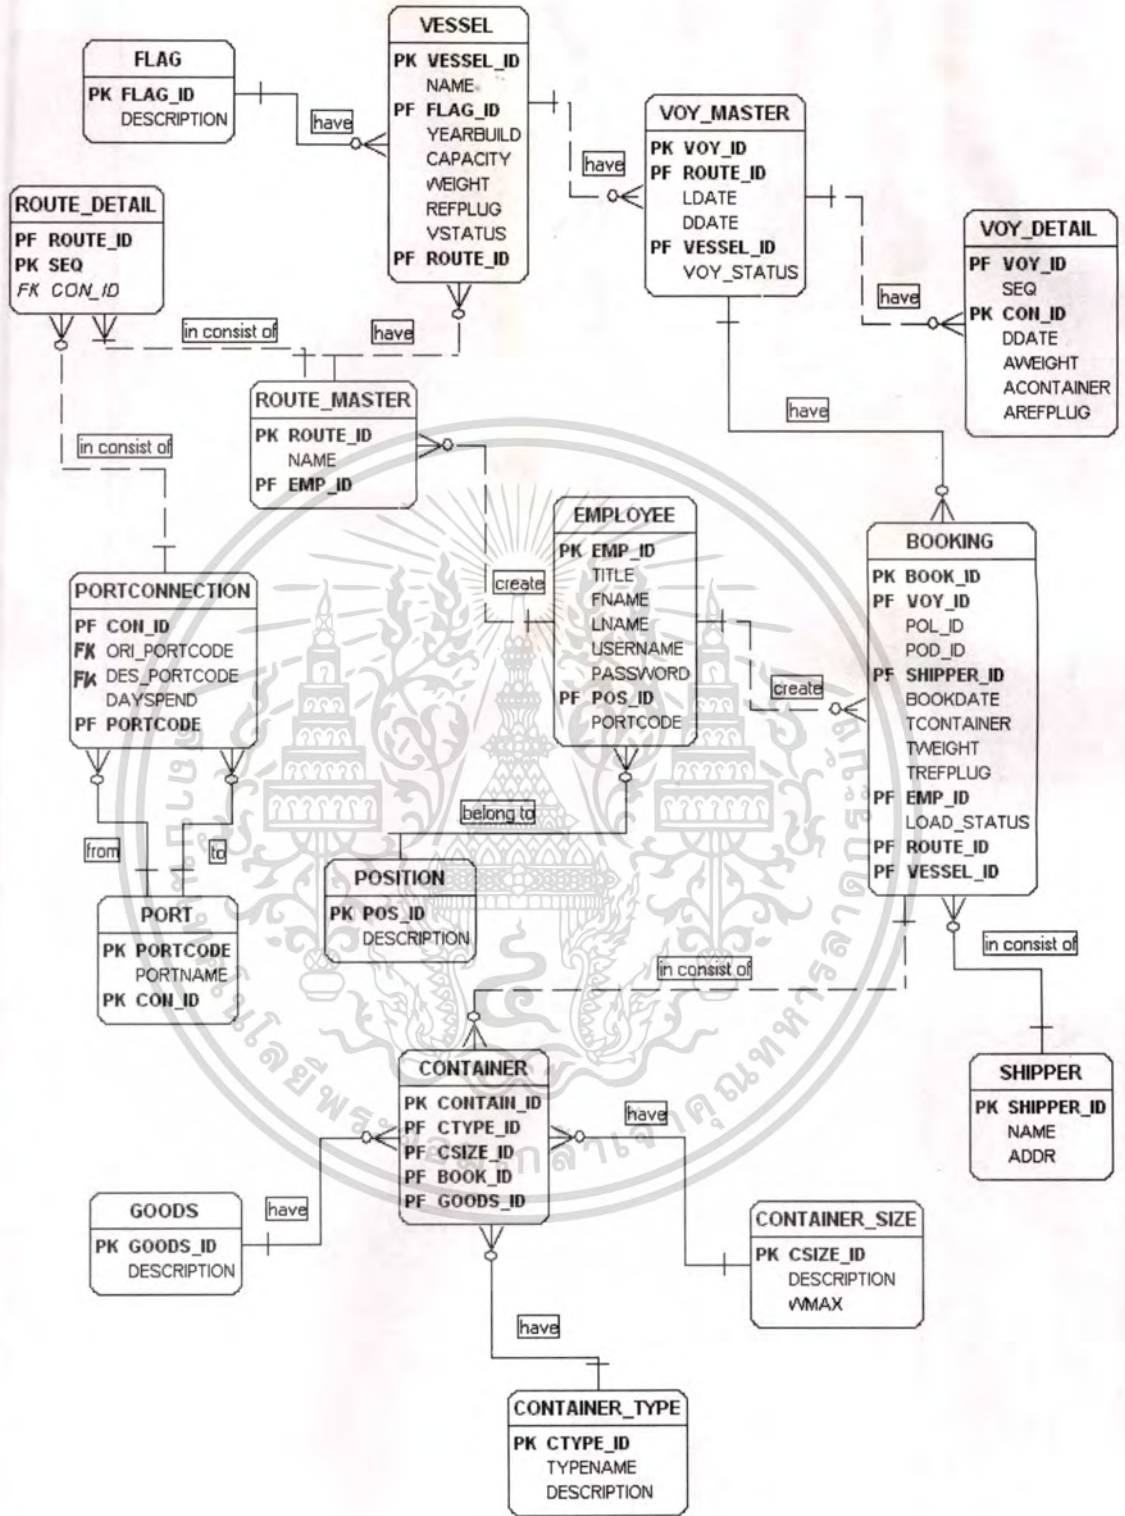 VESSEL
PK VESSEL_ID
NAME
PF FLAG_ID
YEARBUILD
CAPACITY
WEIGHT
REFPLUG
VSTATUS
PF ROUTE_ID
FLAG
PK FLAG_ID
DESCRIPTION
have
VOY_MASTER
PK VOY_ID
PF ROUTE_ID
LDATE
DDATE
PF VESSEL_ID
VOY_STATUS
have
ROUTE_DETAIL
PF ROUTE_ID
PK SEQ
FK CON_ID
VOY_DETAIL
PF VOY_ID
SEQ
PK CON_ID
DDATE
AWEIGHT
ACONTAINER
AREFPLUG
have
in consist of
have
ROUTE_MASTER
PK ROUTE_ID
NAME
PF EMP_ID
in consist of
have
EMPLOYEE
PK EMP_ID
TITLE
FNAME
LNAME
USERNAME
PASSWORD
PF POS_ID
PORTCODE
create
create
BOOKING
PK BOOK_ID
PF VOY_ID
POL_ID
POD_ID
PF SHIPPER_ID
BOOKDATE
TCONTAINER
TWEIGHT
TREFPLUG
PF EMP_ID
LOAD_STATUS
PF ROUTE_ID
PF VESSEL_ID
PORTCONNECTION
PF CON_ID
FK ORI_PORTCODE
FK DES_PORTCODE
DAYSPEND
PF PORTCODE
from
to
belong to
POSITION
PK POS_ID
DESCRIPTION
PORT
PK PORTCODE
PORTNAME
PK CON_ID
in consist of
in consist of
CONTAINER
PK CONTAIN_ID
PF CTYPE_ID
PF CSIZE_ID
PF BOOK_ID
PF GOODS_ID
have
SHIPPER
PK SHIPPER_ID
NAME
ADDR
GOODS
PK GOODS_ID
DESCRIPTION
have
CONTAINER_SIZE
PK CSIZE_ID
DESCRIPTION
WMAX
have
CONTAINER_TYPE
PK CTYPE_ID
TYPENAME
DESCRIPTION